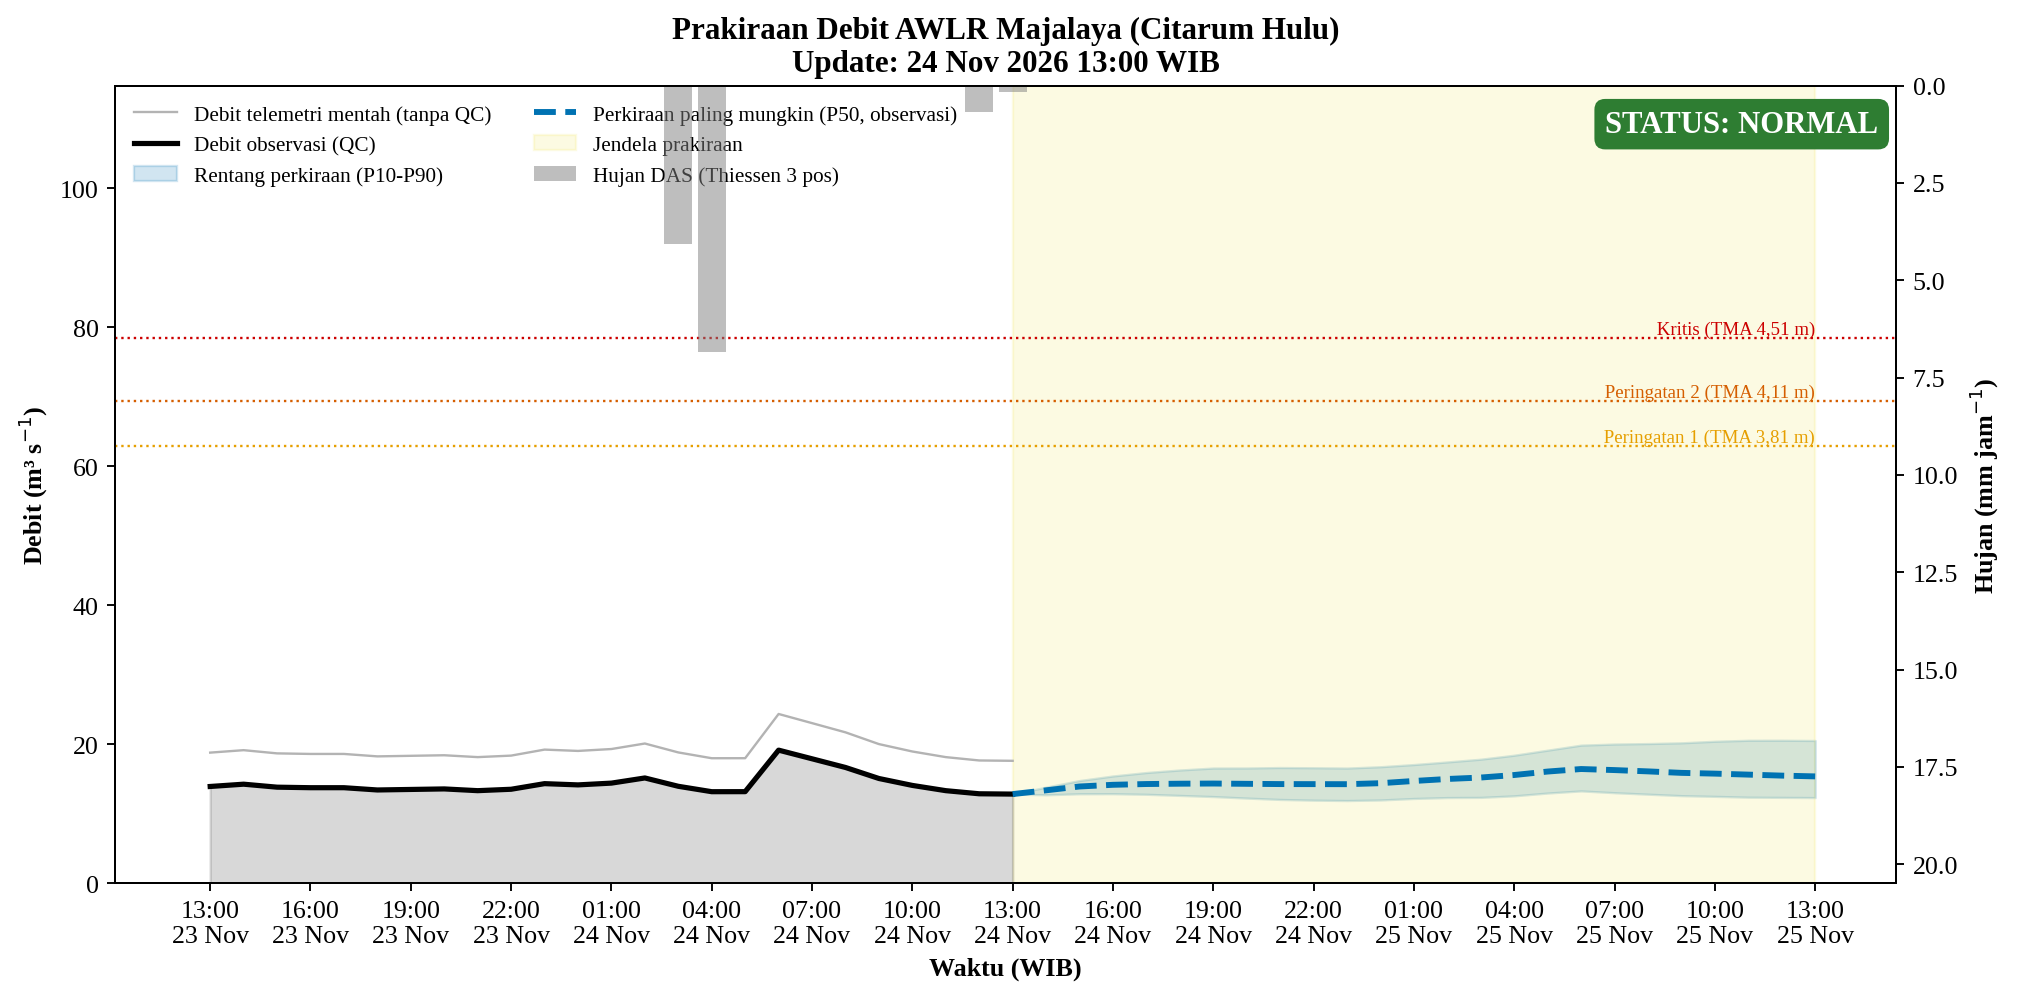 Prakiraan Debit AWLR Majalaya (Citarum Hulu)
Update: 24 Nov 2026 13:00 WIB
Debit telemetri mentah (tanpa QC)
Debit observasi (QC)
Rentang perkiraan (P10-P90)
Perkiraan paling mungkin (P50, observasi)
Jendela prakiraan
Hujan DAS (Thiessen 3 pos)
STATUS: NORMAL
Kritis (TMA 4,51 m)
Peringatan 2 (TMA 4,11 m)
Peringatan 1 (TMA 3,81 m)
Debit (m³ s⁻¹)
100
80
60
40
20
0
0.0
2.5
5.0
7.5
10.0
12.5
15.0
17.5
20.0
Hujan (mm jam⁻¹)
13:00 16:00 19:00 22:00 01:00 04:00 07:00 10:00 13:00 16:00 19:00 22:00 01:00 04:00 07:00 10:00 13:00
23 Nov 23 Nov 23 Nov 23 Nov 24 Nov 24 Nov 24 Nov 24 Nov 24 Nov 24 Nov 24 Nov 24 Nov 25 Nov 25 Nov 25 Nov 25 Nov 25 Nov
Waktu (WIB)